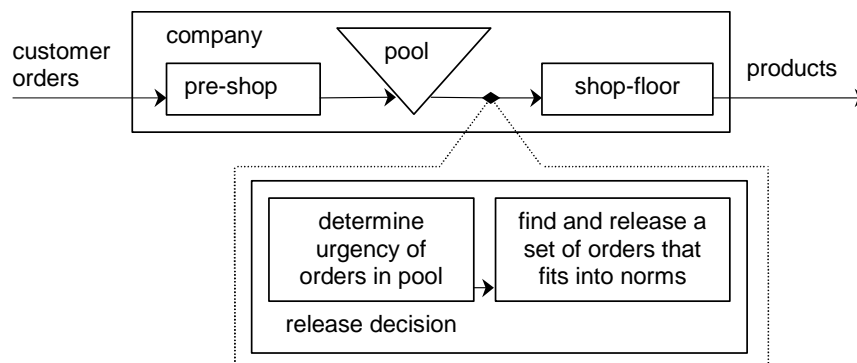 company
customer
orders
pool
pre-shop
shop-floor
products
determine
urgency of
orders in pool
find and release a
set of orders that
fits into norms
release decision